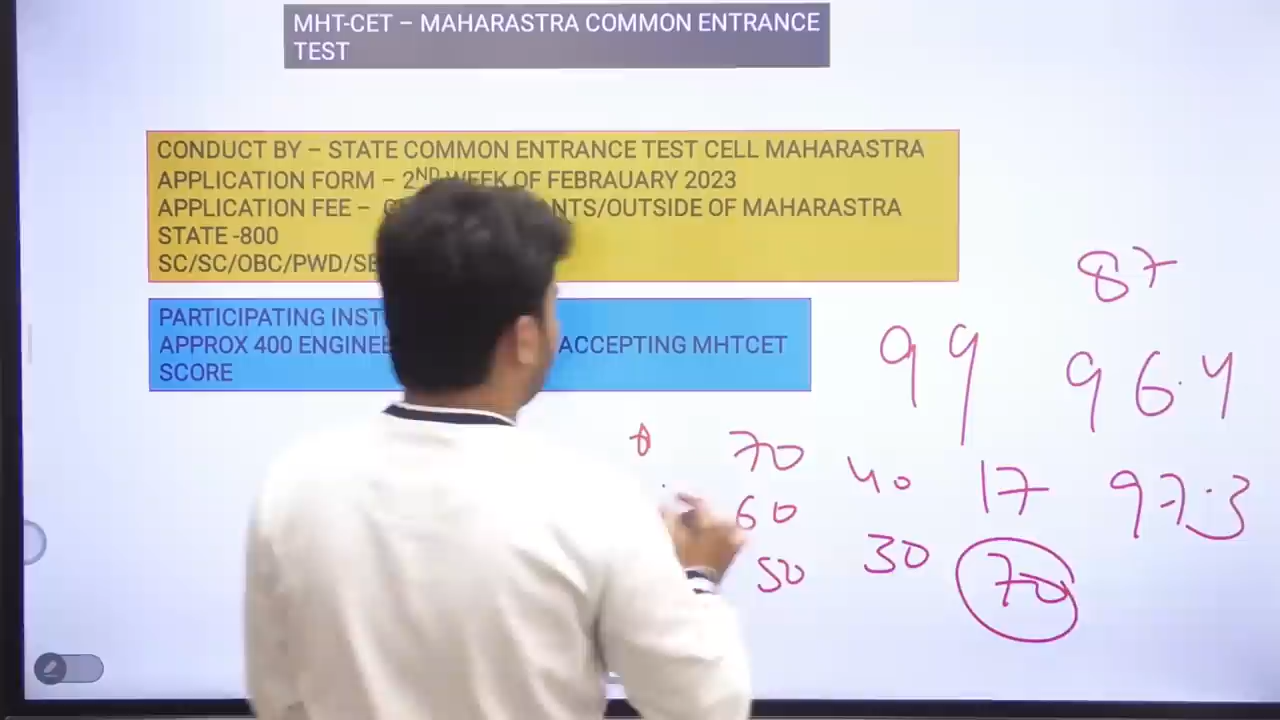 MHT-CET – MAHARASTRA COMMON ENTRANCE
TEST
CONDUCT BY – STATE COMMON ENTRANCE TEST CELL MAHARASTRA
APPLICATION FORM – 2ND WEEK OF FEBRAUARY 2023
APPLICATION FEE – NTS/OUTSIDE OF MAHARASTRA
STATE -800
SC/SC/OBC/PWD/SE
PARTICIPATING INST
APPROX 400 ENGINEE ACCEPTING MHTCET
SCORE
87
99 96.4
70 40 17 97.3
60
50 30 70